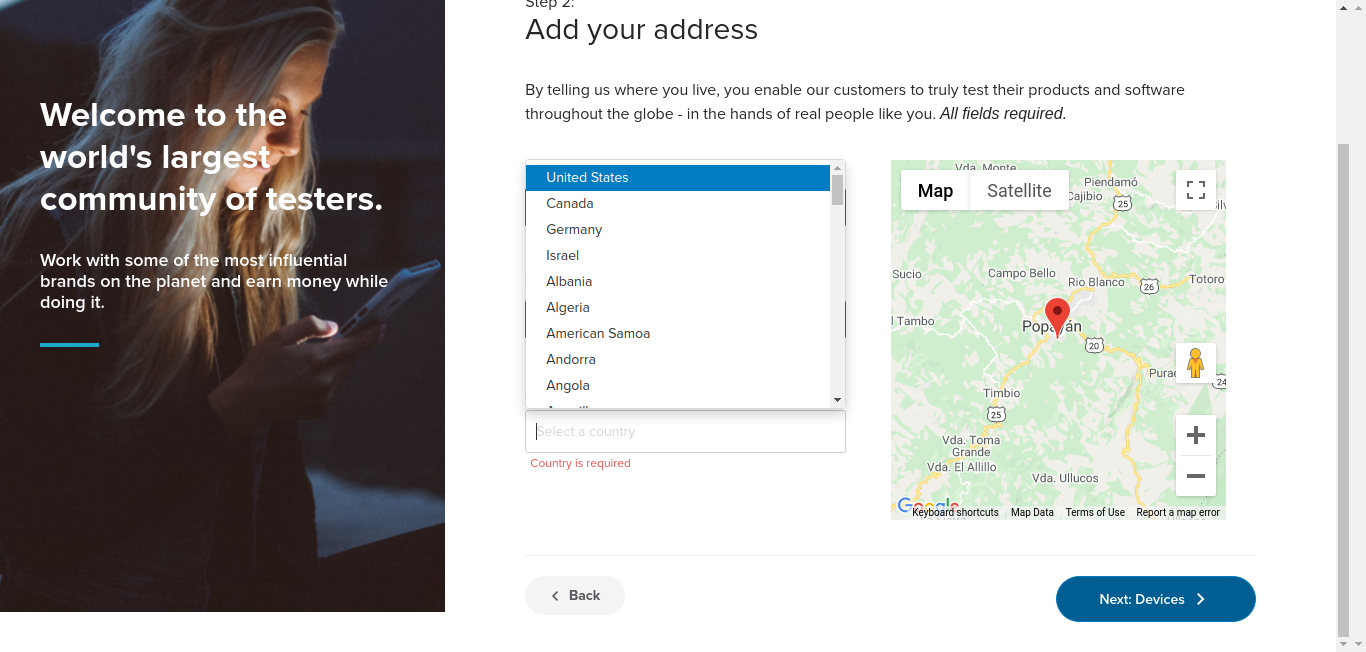 Step 2:
Add your address
By telling us where you live, you enable our customers to truly test their products and software
throughout the globe - in the hands of real people like you. All fields required.
Welcome to the
world's largest
community of testers.
Work with some of the most influential
brands on the planet and earn money while
doing it.
United States
Canada
Germany
Israel
Albania
Algeria
American Samoa
Andorra
Angola
Select a country
Country is required
Vda. Monte
Map
Satellite
Piendamó
Cajibio
25
Sucio
Campo Bello
Rio Blanco
26
Totoro
l Tambo
Popayán
20
Timbio
24
25
Vda. Toma
Grande
Vda. El Alillo
Vda. Ullucos
Google
Keyboard shortcuts
Map Data
Terms of Use
Report a map error
Back
Next: Devices